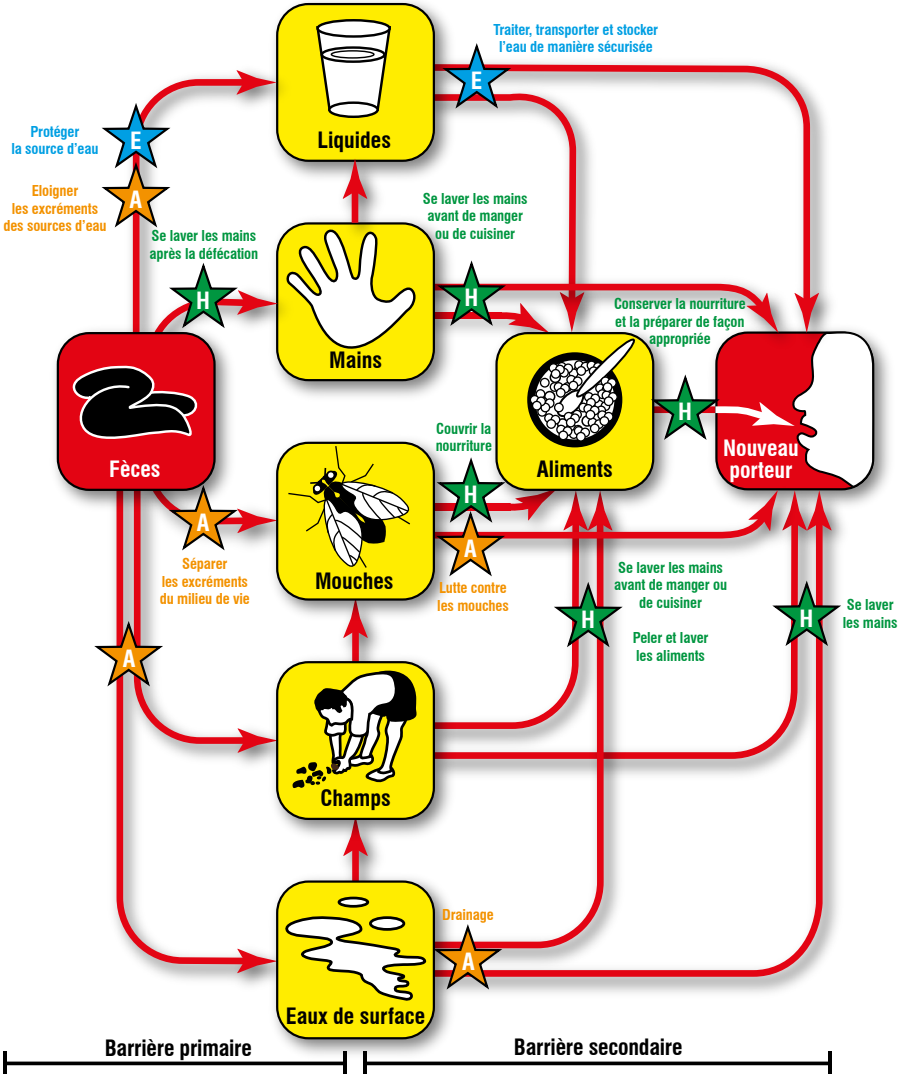 Traiter, transporter et stocker
l'eau de manière sécurisée
E
Liquides
Protéger
la source d'eau
E
Eloigner
les excréments
des sources d'eau
A
Se laver les mains
après la défécation
H
Se laver les mains
avant de manger
ou de cuisiner
H
Mains
Conserver la nourriture
et la préparer de façon
appropriée
H
Fèces
Aliments
Nouveau
porteur
Couvrir la
nourriture
H
A
Séparer
les excréments
du milieu de vie
Mouches
A
Lutte contre
les mouches
Se laver les mains
avant de manger ou
de cuisiner
H
Peler et laver
les aliments
H
Se laver
les mains
A
Champs
Drainage
A
Eaux de surface
Barrière primaire
Barrière secondaire